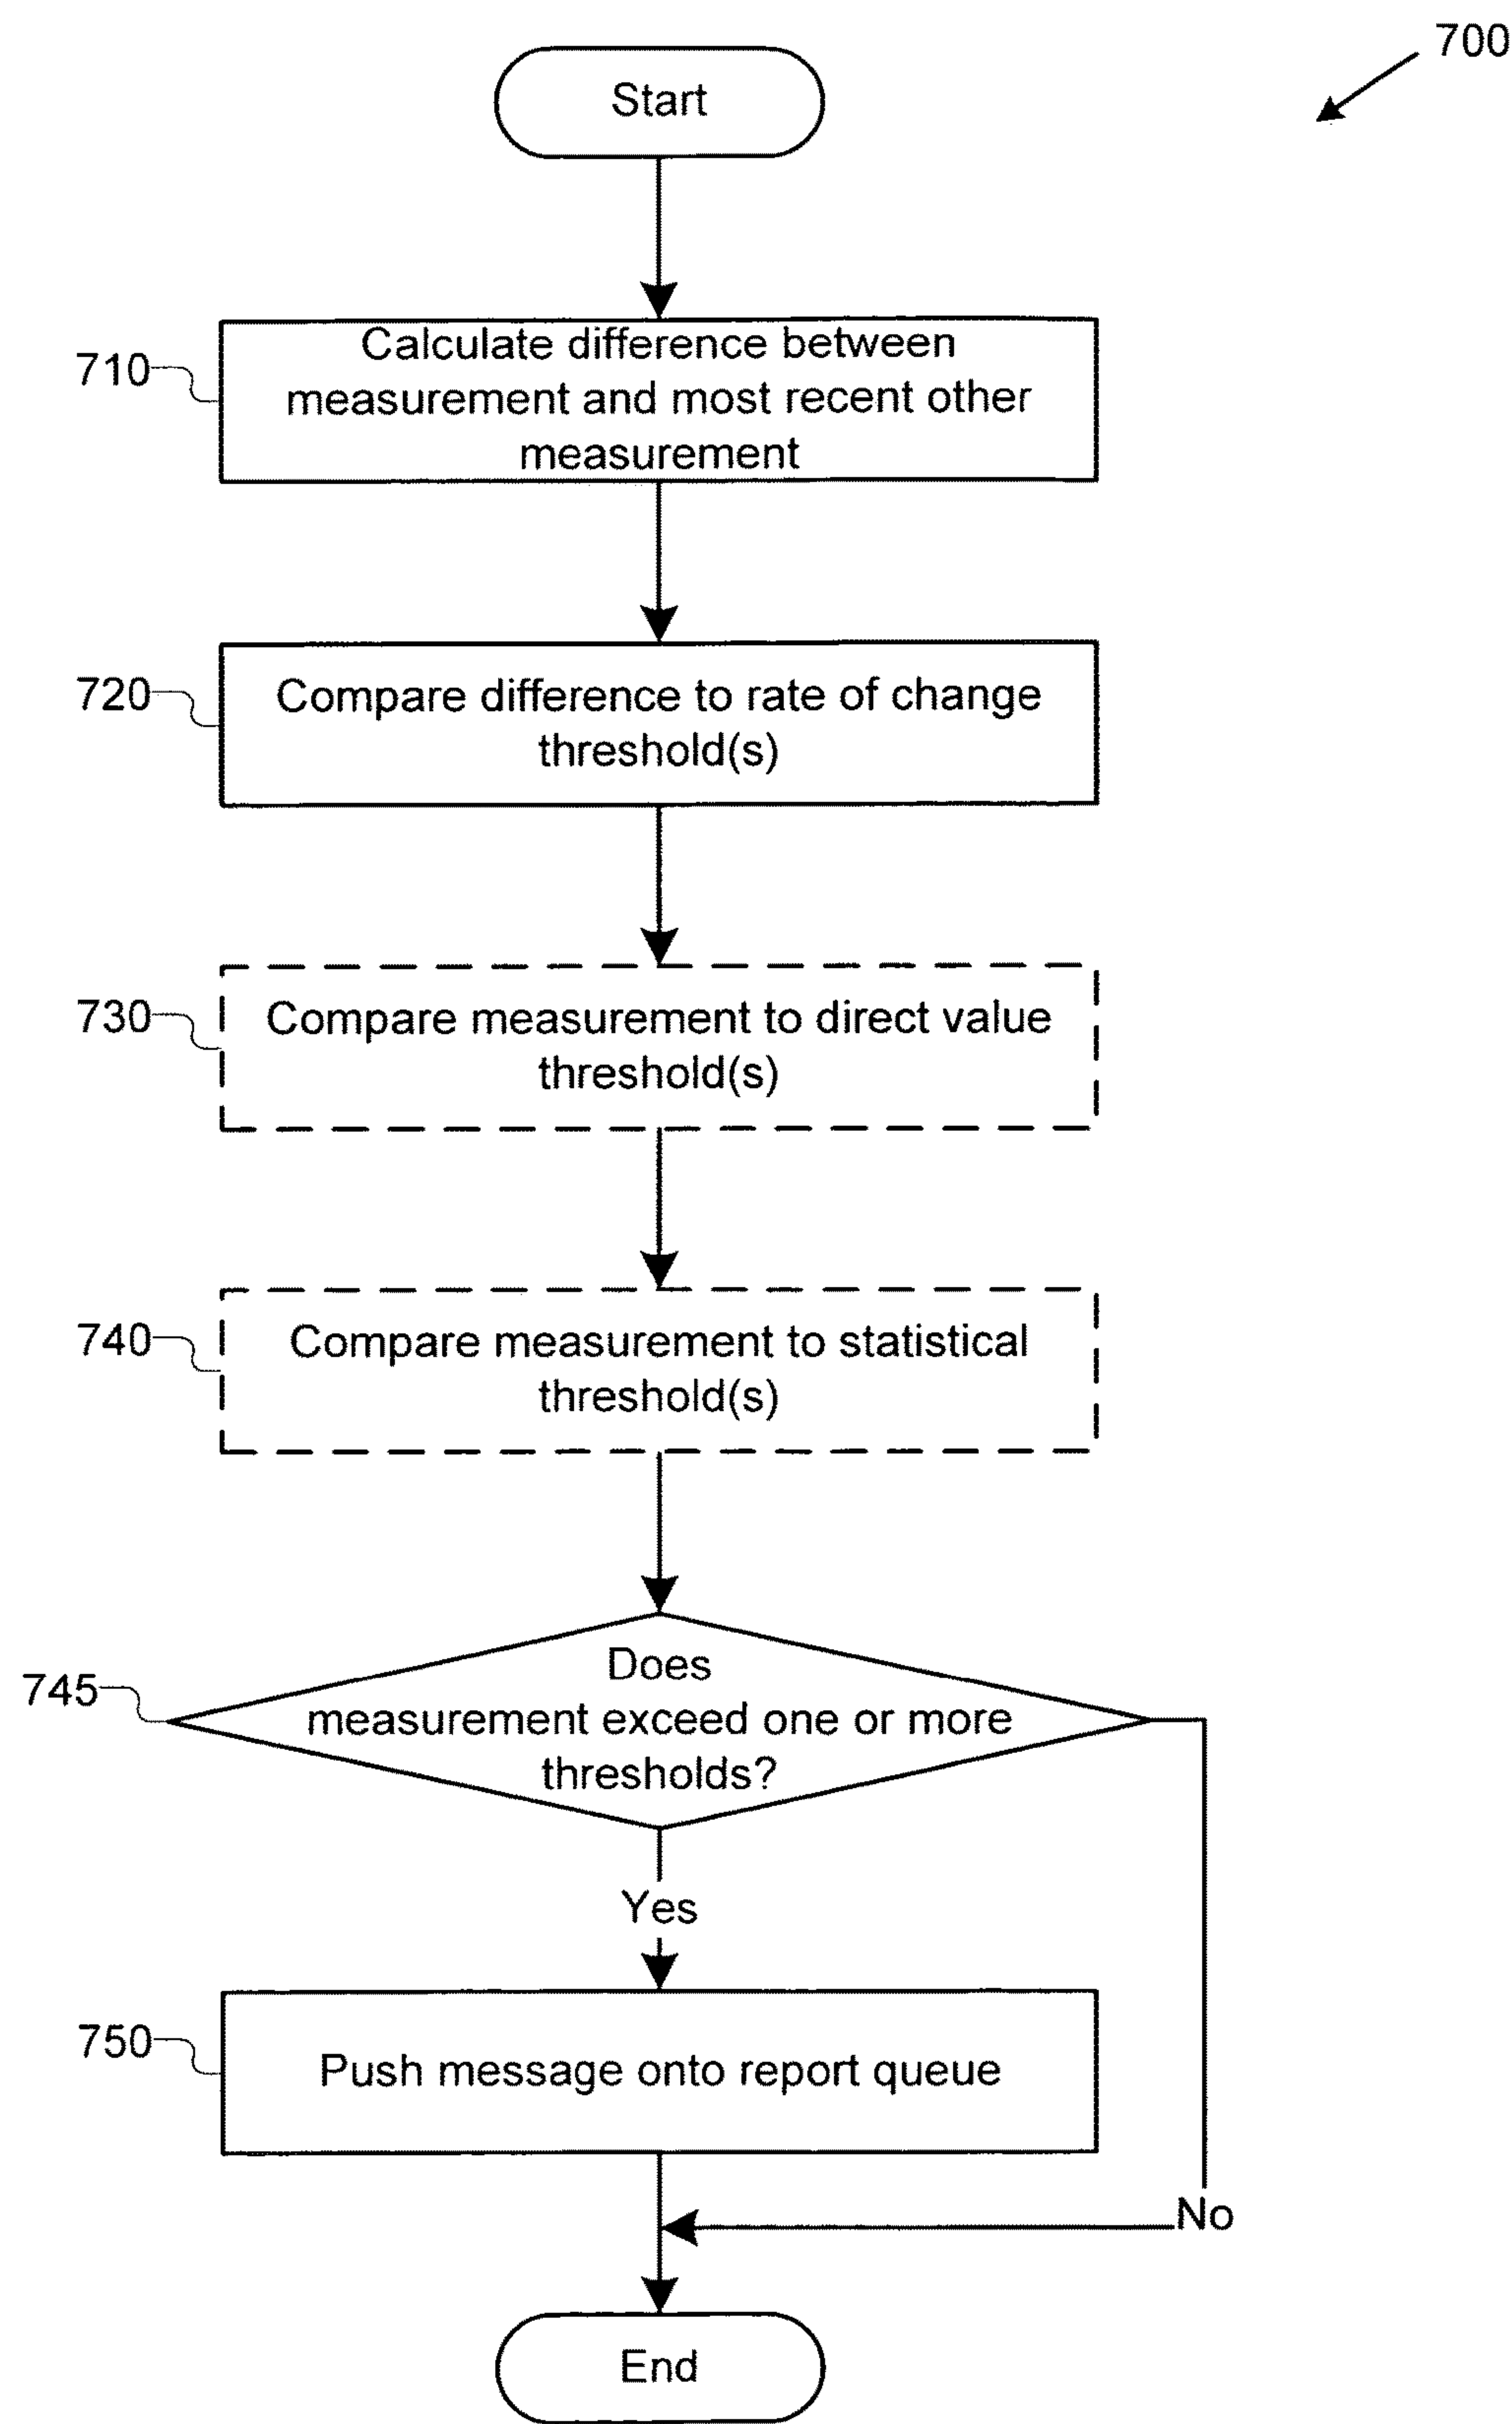 700
Start
710
Calculate difference between
measurement and most recent other
measurement
720
Compare difference to rate of change
threshold(s)
730
Compare measurement to direct value
threshold(s)
740
Compare measurement to statistical
threshold(s)
745
Does
measurement exceed one or more
thresholds?
Yes
750
Push message onto report queue
No
End